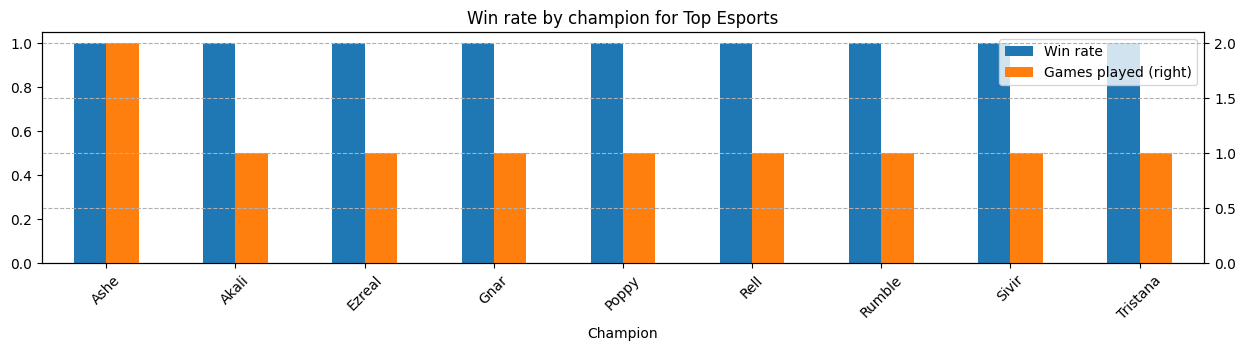 Win rate by champion for Top Esports
1.0
0.8
0.6
0.4
0.2
0.0
2.0
1.5
1.0
0.5
0.0
Win rate
Games played (right)
Ashe
Akali
Ezreal
Gnar
Poppy
Rell
Rumble
Sivir
Tristana
Champion